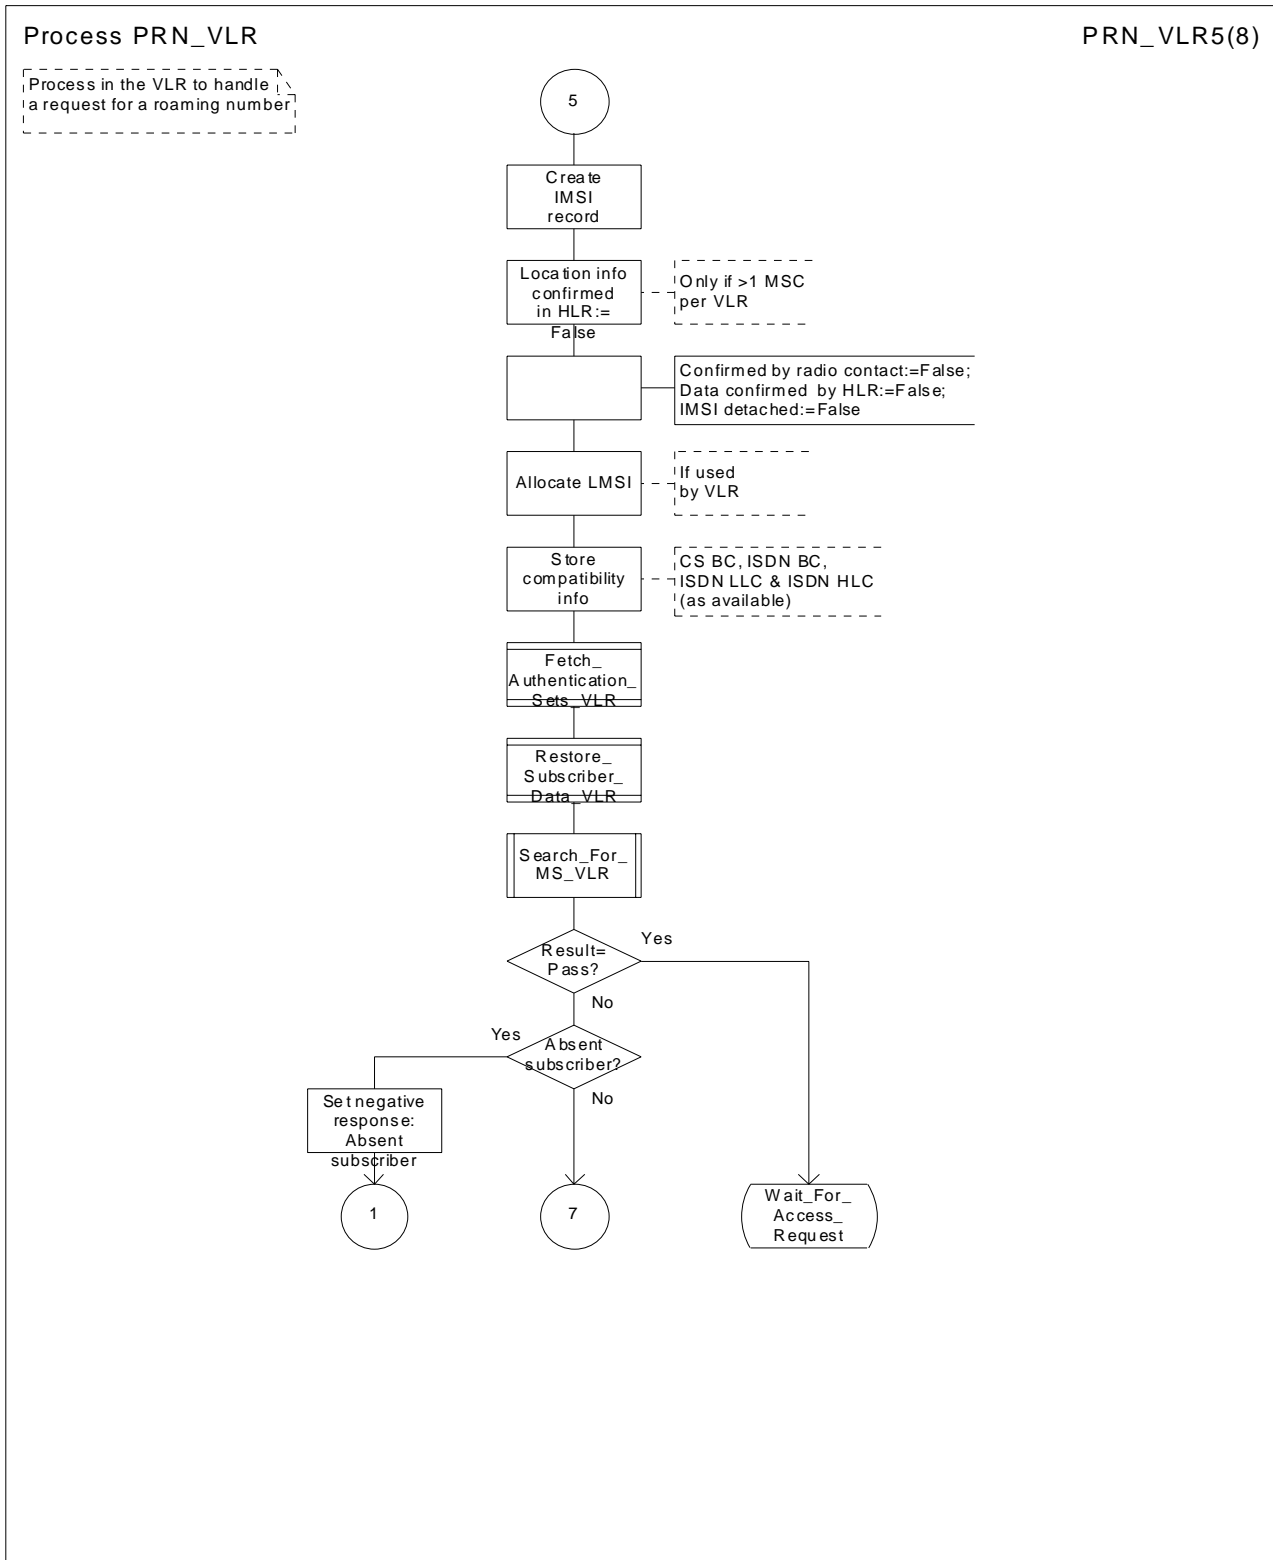 Process PRN_VLR
PRN_VLR5(8)
Process in the VLR to handle
a request for a roaming number
5
Create
IMSI
record
Location info
confirmed
in HLR:=
False
Only if >1 MSC
per VLR
Confirmed by radio contact:=False;
Data confirmed by HLR:=False;
IMSI detached:=False
Allocate LMSI
If used
by VLR
Store
compatibility
info
CS BC, ISDN BC,
ISDN LLC & ISDN HLC
(as available)
Fetch_
Authentication_
Sets_VLR
Restore_
Subscriber_
Data_VLR
Search_For_
MS_VLR
Result=
Pass?
Yes
No
Absent
subscriber?
Yes
No
Set negative
response:
Absent
subscriber
1
7
Wait_For_
Access_
Request